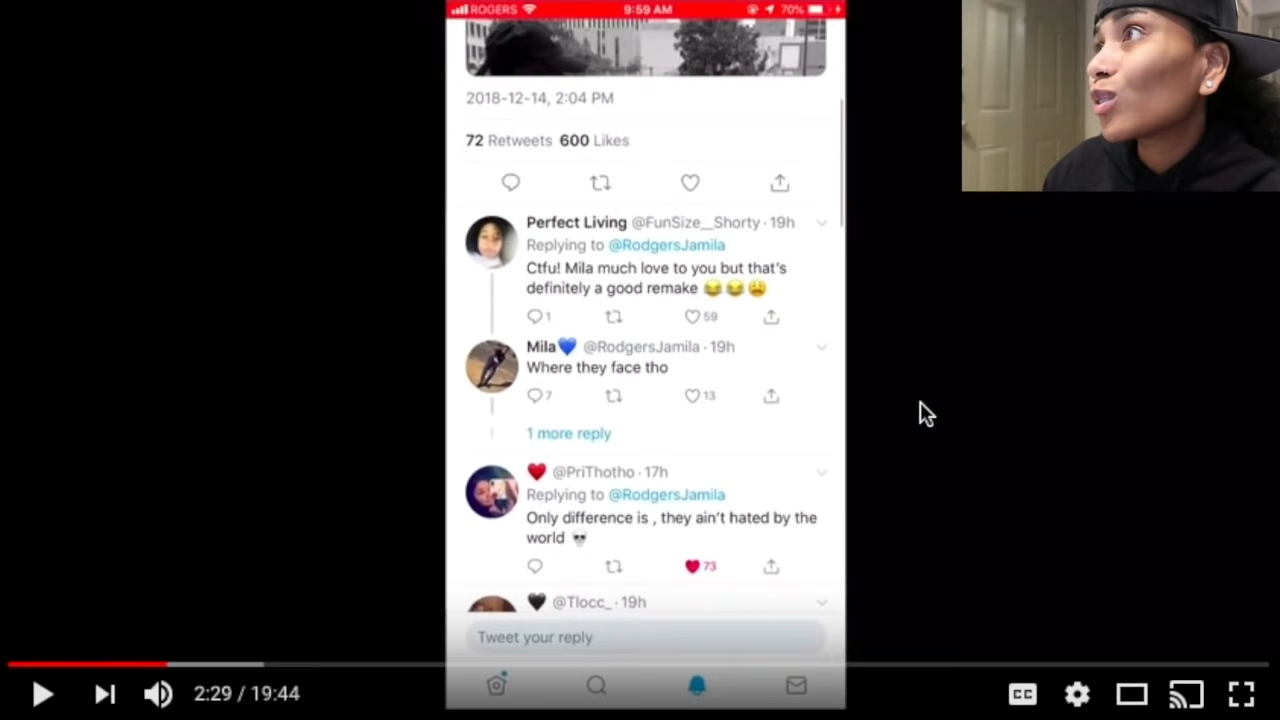 ROGERS 9:59 AM 70%
2018-12-14, 2:04 PM
72 Retweets 600 Likes
Perfect Living @FunSize__Shorty · 19h
Replying to @RodgersJamila
Ctfu! Mila much love to you but that's
definitely a good remake 😂😂😩
1 59
Mila💙 @RodgersJamila · 19h
Where they face tho
7 13
1 more reply
❤️ @PriThotho · 17h
Replying to @RodgersJamila
Only difference is , they ain't hated by the
world 💀
73
🖤 @Tlocc_ · 19h
Tweet your reply
2:29 / 19:44 CC